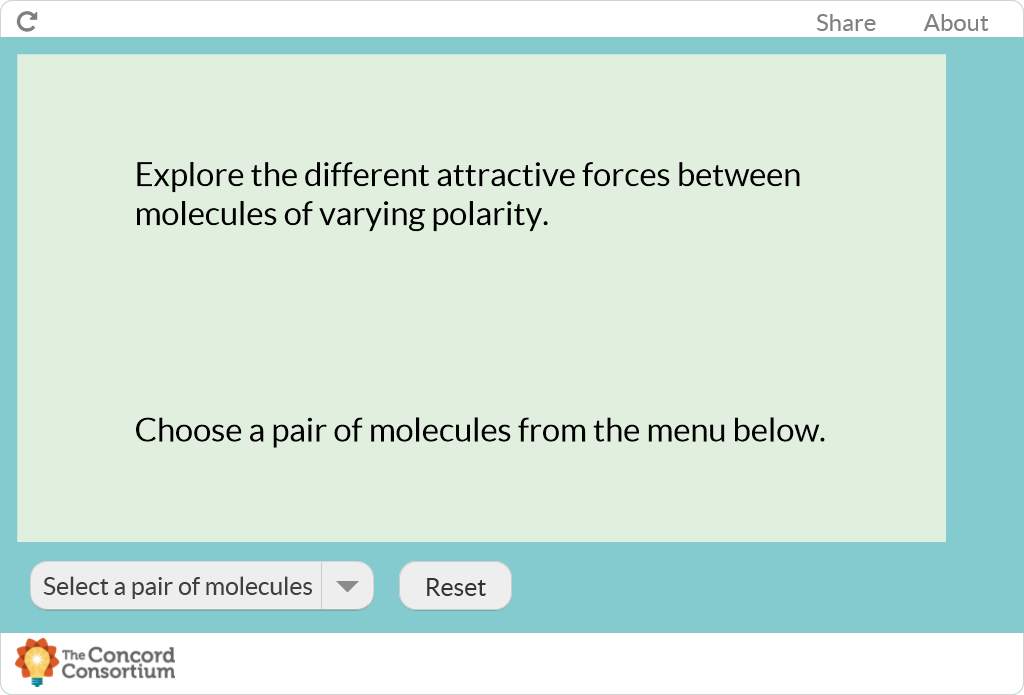 Share About
Explore the different attractive forces between
molecules of varying polarity.
Choose a pair of molecules from the menu below.
Select a pair of molecules Reset
The Concord
Consortium